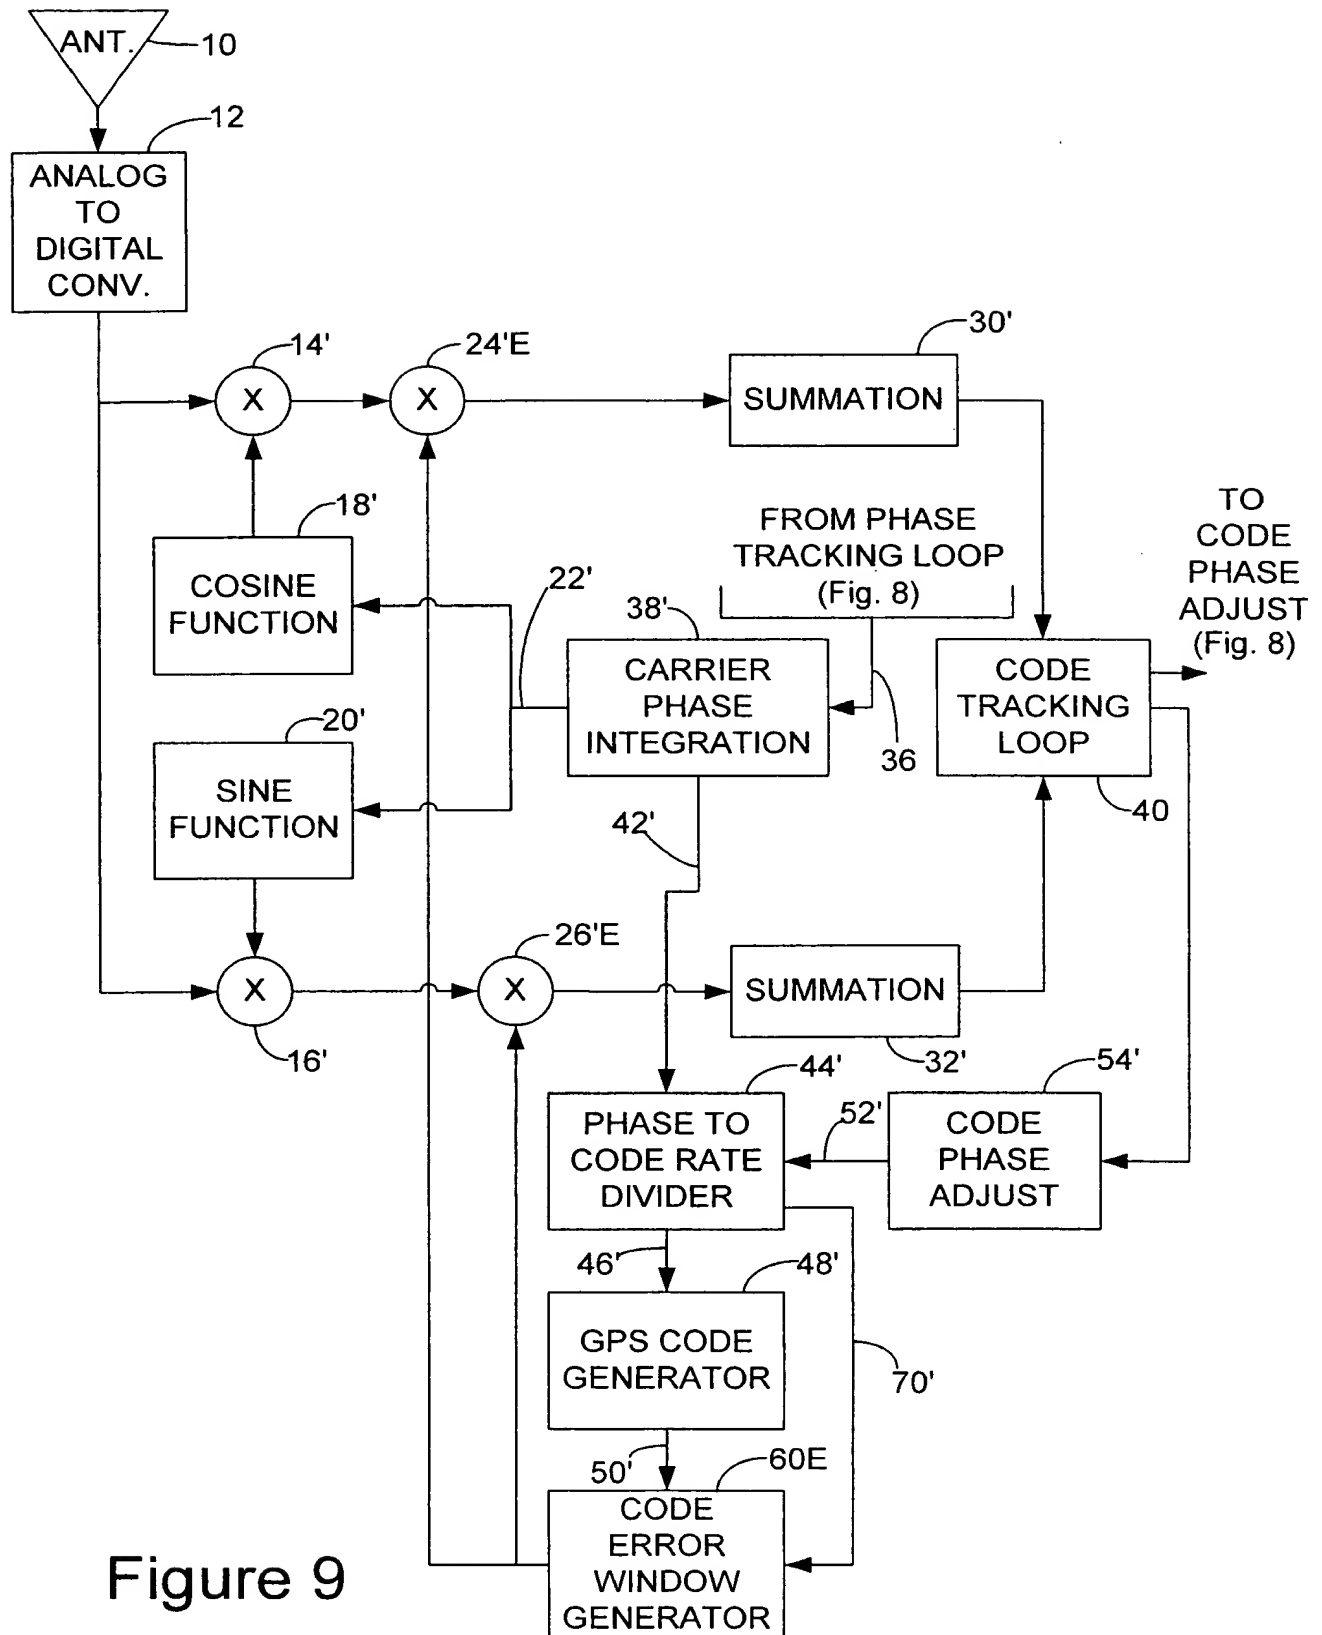 ANT.
10
12
ANALOG
TO
DIGITAL
CONV.
14'
24'E
30'
X
X
SUMMATION
18'
COSINE
FUNCTION
22'
FROM PHASE
TRACKING LOOP
(Fig. 8)
TO
CODE
PHASE
ADJUST
(Fig. 8)
38'
CARRIER
PHASE
INTEGRATION
36
CODE
TRACKING
LOOP
40
20'
SINE
FUNCTION
42'
26'E
X
X
SUMMATION
16'
32'
44'
54'
PHASE TO
CODE RATE
DIVIDER
52'
CODE
PHASE
ADJUST
46'
48'
GPS CODE
GENERATOR
70'
50'
60E
CODE
ERROR
WINDOW
GENERATOR
Figure 9